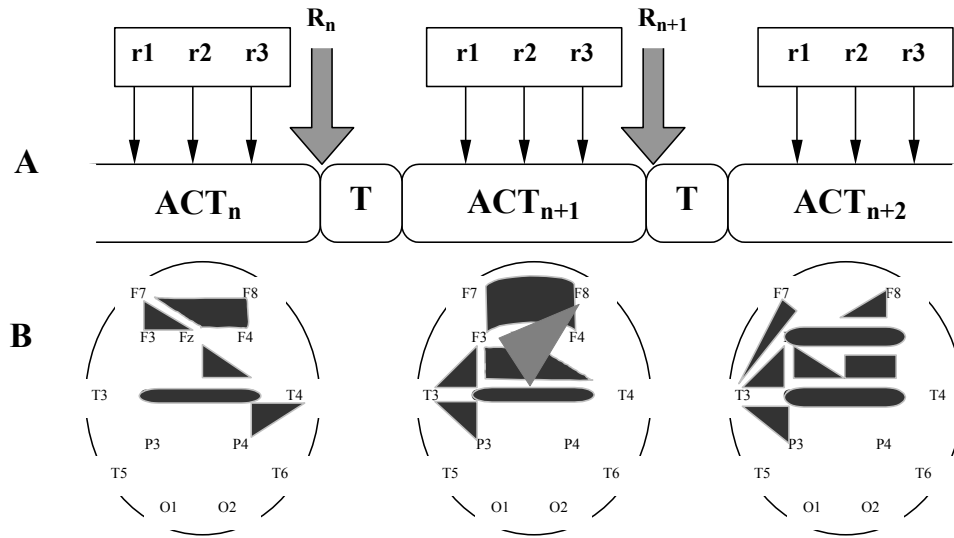 Rn Rn+1
r1 r2 r3 r1 r2 r3 r1 r2 r3
A
ACTn T ACTn+1 T ACTn+2
B
F7 F8 F7 F8 F7 F8
F3 Fz F4 F3 F4
T3 T4 T3 T4 T3 T4
P3 P4 P3 P4 P3 P4
T5 T6 T5 T6 T5 T6
O1 O2 O1 O2 O1 O2